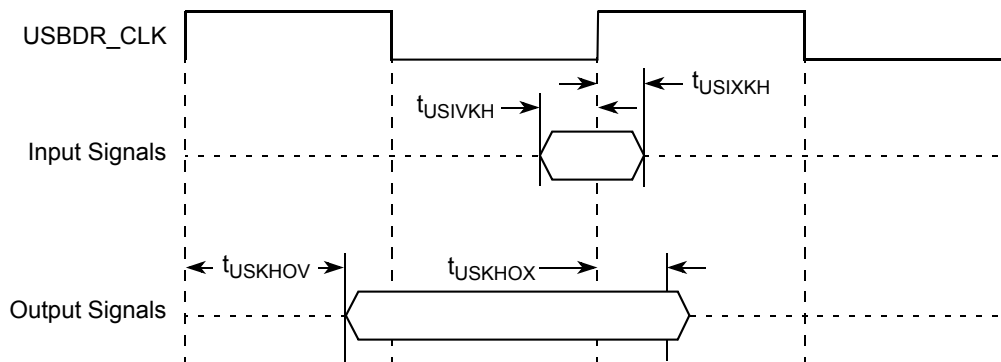 USBDR_CLK
tUSIXKH
tUSIVKH
Input Signals
tUSKHOV
tUSKHOX
Output Signals